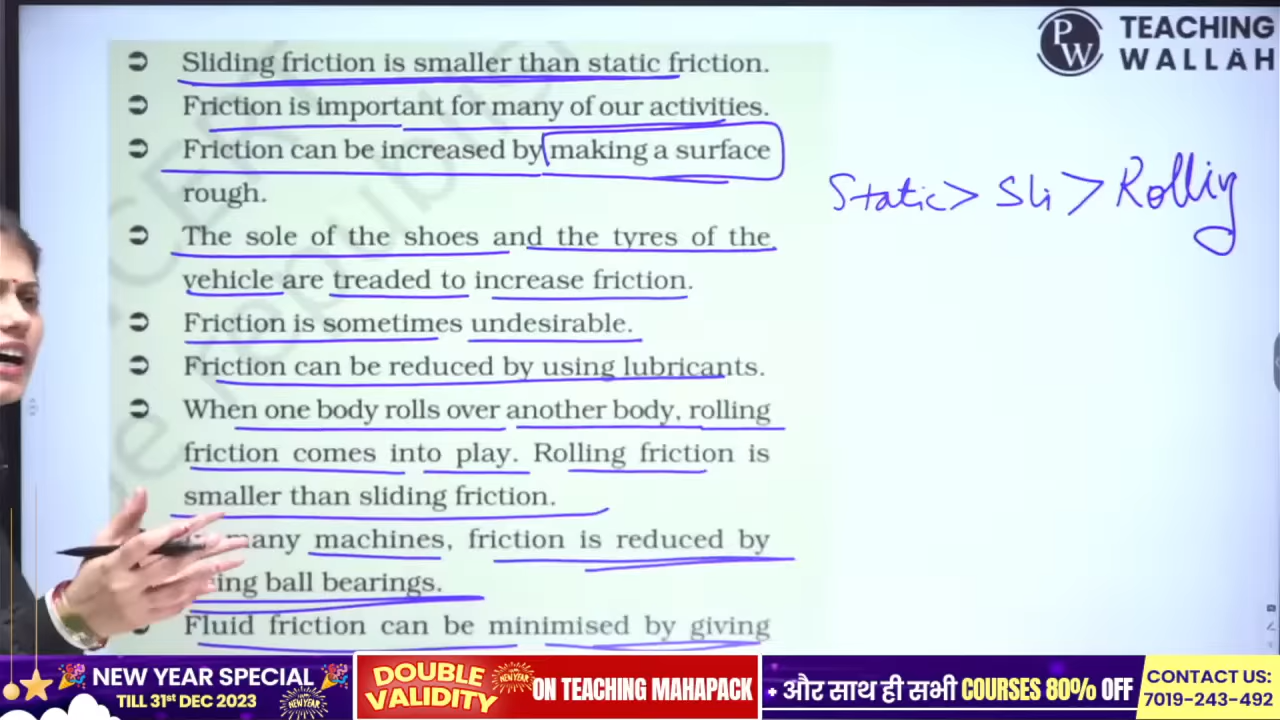 PW TEACHING WALLAH
⊃ Sliding friction is smaller than static friction.
⊃ Friction is important for many of our activities.
⊃ Friction can be increased by making a surface
rough.
⊃ The sole of the shoes and the tyres of the
vehicle are treaded to increase friction.
⊃ Friction is sometimes undesirable.
⊃ Friction can be reduced by using lubricants.
⊃ When one body rolls over another body, rolling
friction comes into play. Rolling friction is
smaller than sliding friction.
many machines, friction is reduced by
ing ball bearings.
Fluid friction can be minimised by giving
Static > Sli > Rolling
NEW YEAR SPECIAL
TILL 31st DEC 2023
DOUBLE VALIDITY
NEW YEAR
ON TEACHING MAHAPACK
+ और साथ ही सभी COURSES 80% OFF
CONTACT US:
7019-243-492